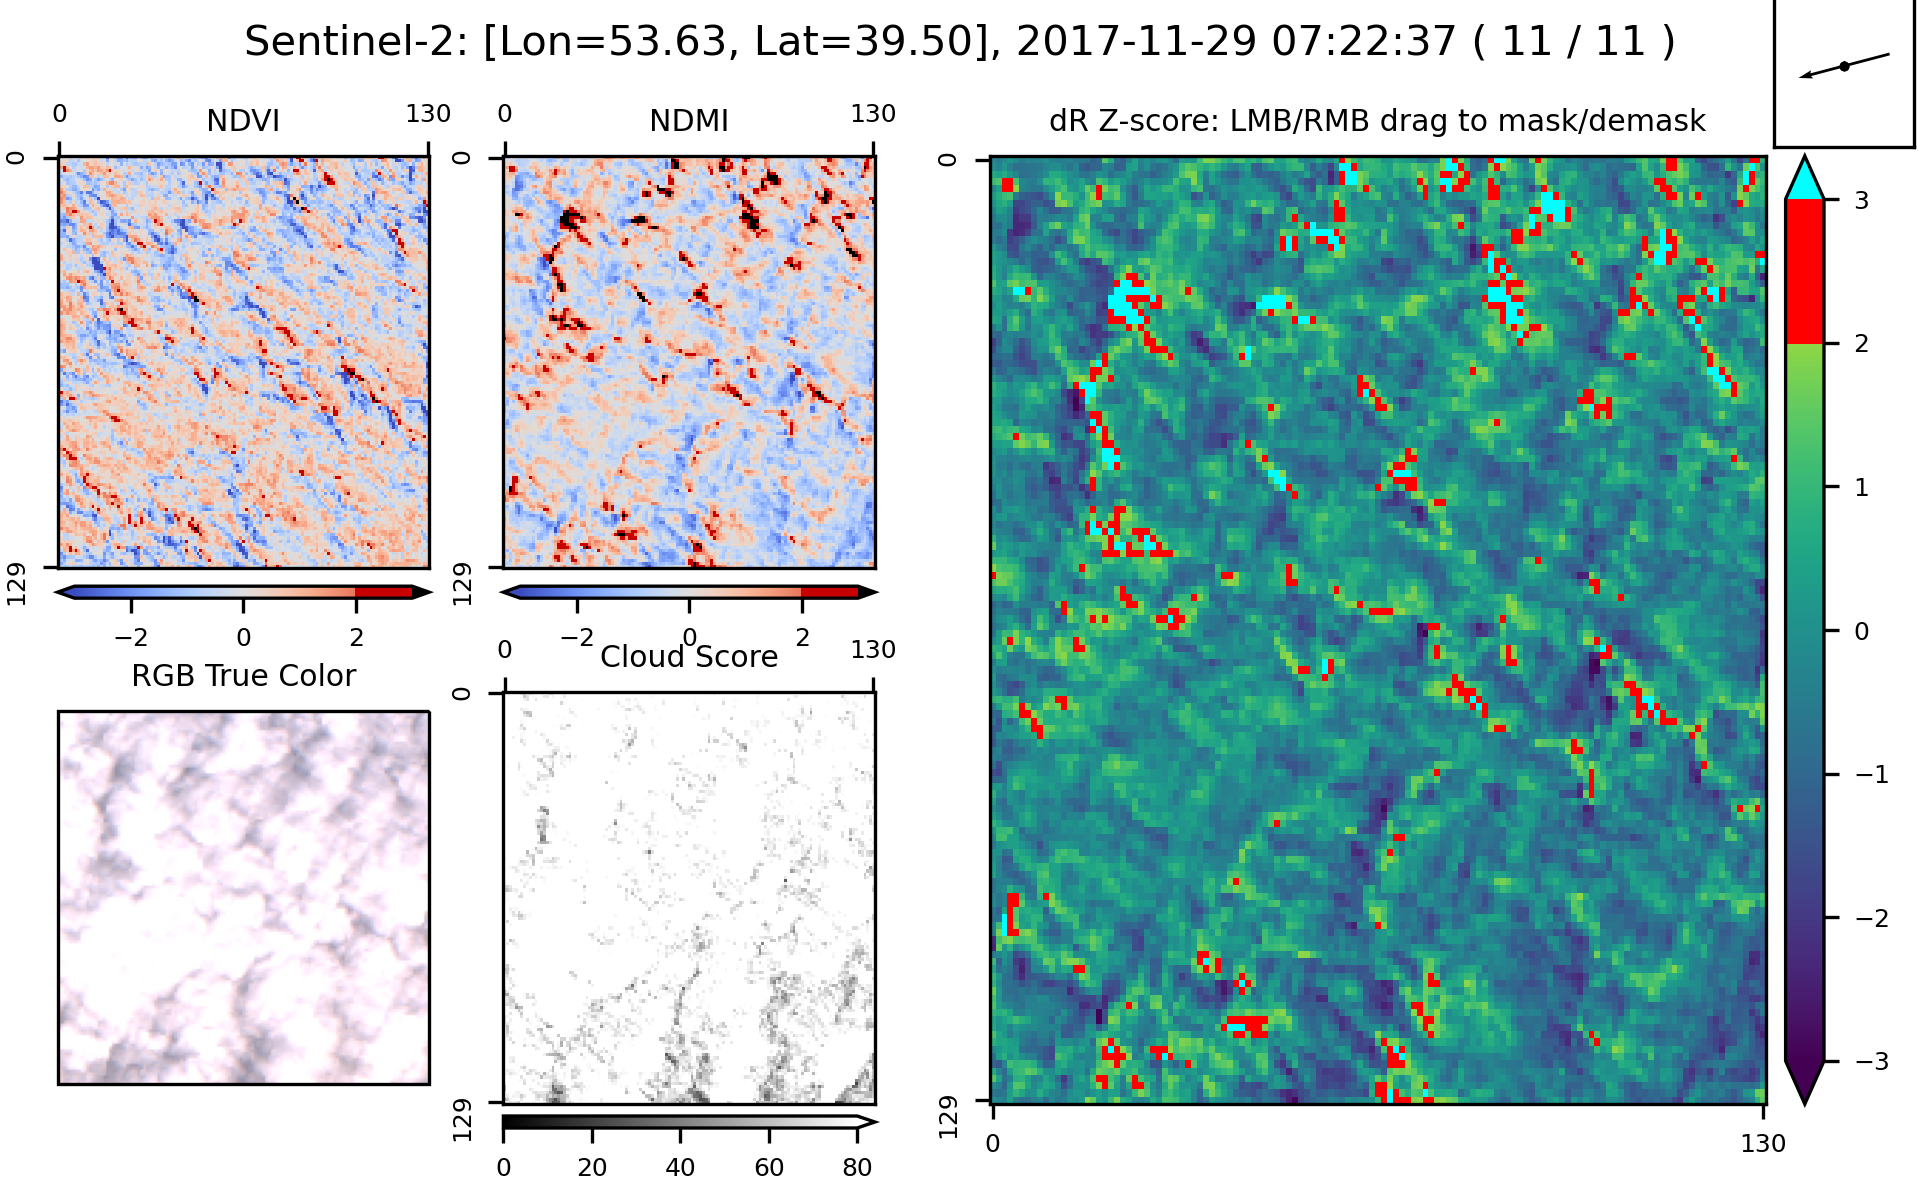 Sentinel-2: [Lon=53.63, Lat=39.50], 2017-11-29 07:22:37 ( 11 / 11 )
0 NDVI 130
0 NDMI 130
dR Z-score: LMB/RMB drag to mask/demask
0
0
0
129
129
129
−2 0 2
−2 0 2
3
2
1
0
−1
−2
−3
RGB True Color
0 Cloud Score 130
0
129
0 20 40 60 80
0 130